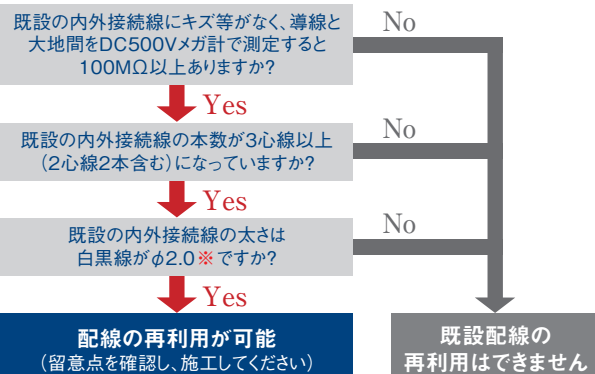 既設の内外接続線にキズ等がなく、導線と
大地間をDC500Vメガ計で測定すると
100MΩ以上ありますか?
No
Yes
既設の内外接続線の本数が3心線以上
(2心線2本含む)になっていますか?
No
Yes
既設の内外接続線の太さは
白黒線がφ2.0※ですか?
No
Yes
配線の再利用が可能
(留意点を確認し、施工してください)
既設配線の
再利用はできません